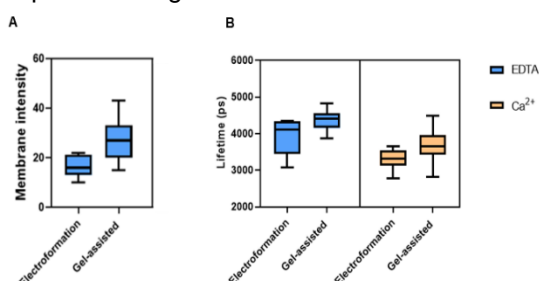 A
B
60
40
20
0
Membrane intensity
Electroformation
Gel-assisted
6000
5000
4000
3000
2000
Lifetime (ps)
Electroformation
Gel-assisted
Electroformation
Gel-assisted
EDTA
Ca²⁺